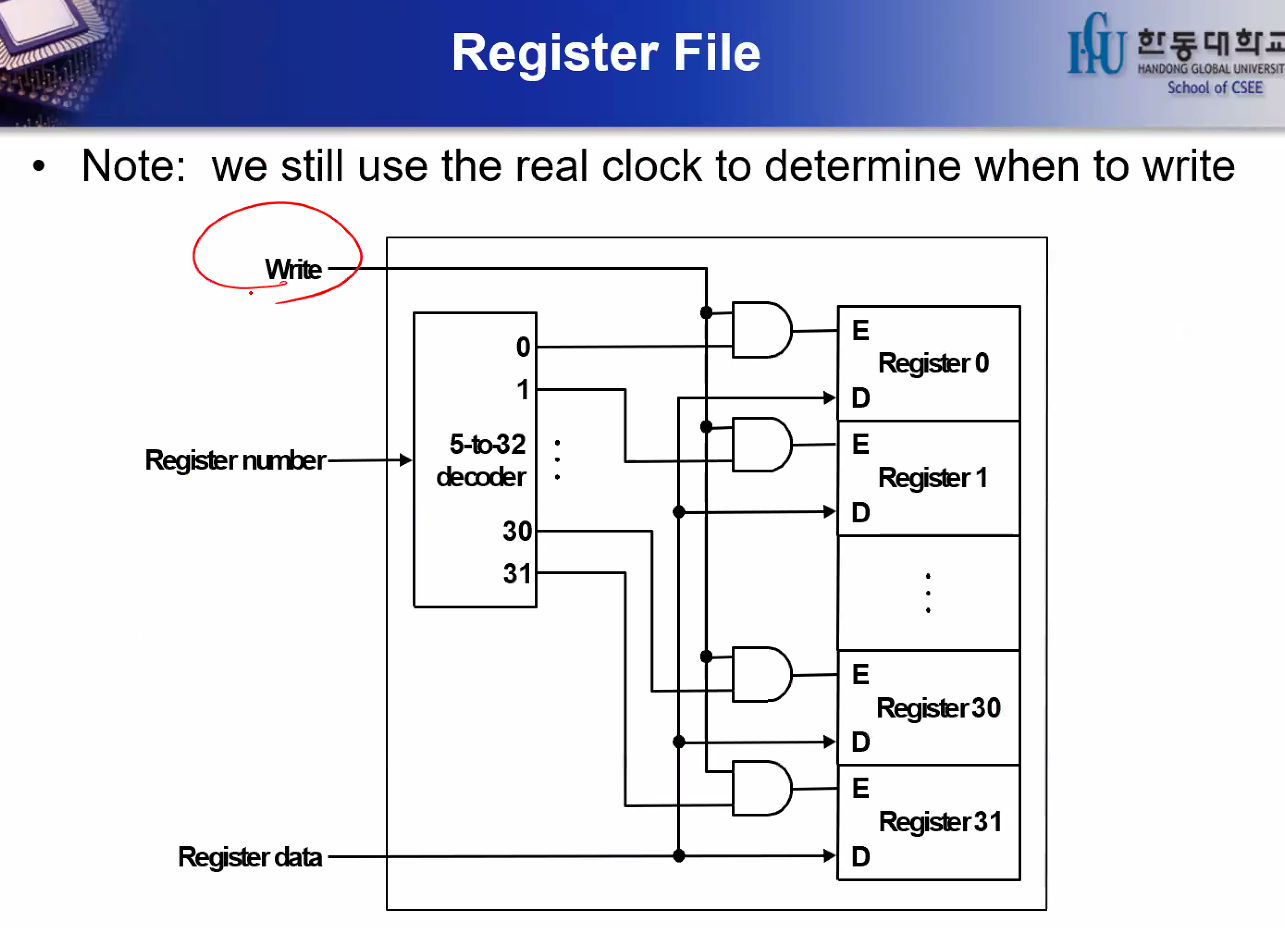 Register File
한동대학교
HANDONG GLOBAL UNIVERSIT
School of CSEE
• Note: we still use the real clock to determine when to write
Write
0
1
5-to-32
decoder
30
31
Register number
Register data
E
Register 0
D
E
Register 1
D
E
Register 30
D
E
Register 31
D